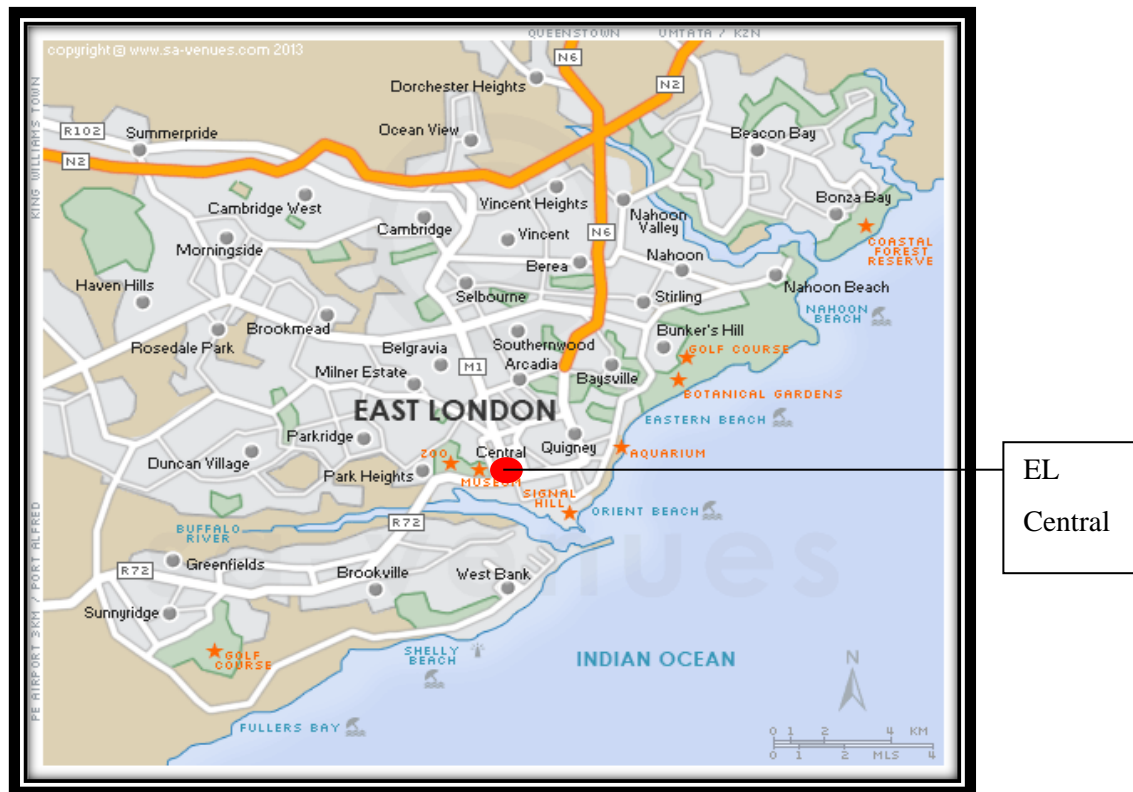 QUEENSTOWN
UMTATA / KZN
copyright @ www.sa-venues.com 2013
N6
N2
Dorchester Heights
KING WILLIAMS TOWN
R102
Summerpride
Ocean View
Beacon Bay
N2
Cambridge West
Vincent Heights
Bonza Bay
Nahoon
Valley
Cambridge
Vincent
N6
Morningside
COASTAL
FOREST
RESERVE
Berea
Nahoon
Haven Hills
Selbourne
Stirling
Nahoon Beach
NAHOON
BEACH
Brookmead
Bunker's Hill
Rosedale Park
Belgravia
Southernwood
GOLF COURSE
Milner Estate
M1
Arcadia
Baysville
BOTANICAL GARDENS
EAST LONDON
EASTERN BEACH
Parkridge
Central
Quigney
AQUARIUM
Duncan Village
ZOO
Park Heights
MUSEUM
EL
Central
SIGNAL
HILL
ORIENT BEACH
BUFFALO
RIVER
R72
PE AIRPORT 3KM / PORT ALFRED
R72
Greenfields
Brookville
West Bank
sa-venues
Sunnyridge
GOLF
COURSE
SHELLY
BEACH
INDIAN OCEAN
N
FULLERS BAY
0 1 2 4 KM
0 1 2 MLS 4